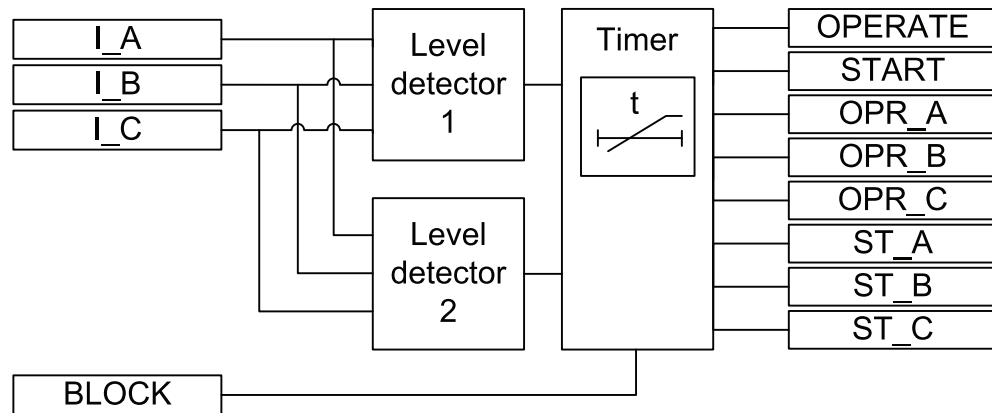 I_A
I_B
I_C
BLOCK
Level
detector
1
Level
detector
2
Timer
t
OPERATE
START
OPR_A
OPR_B
OPR_C
ST_A
ST_B
ST_C